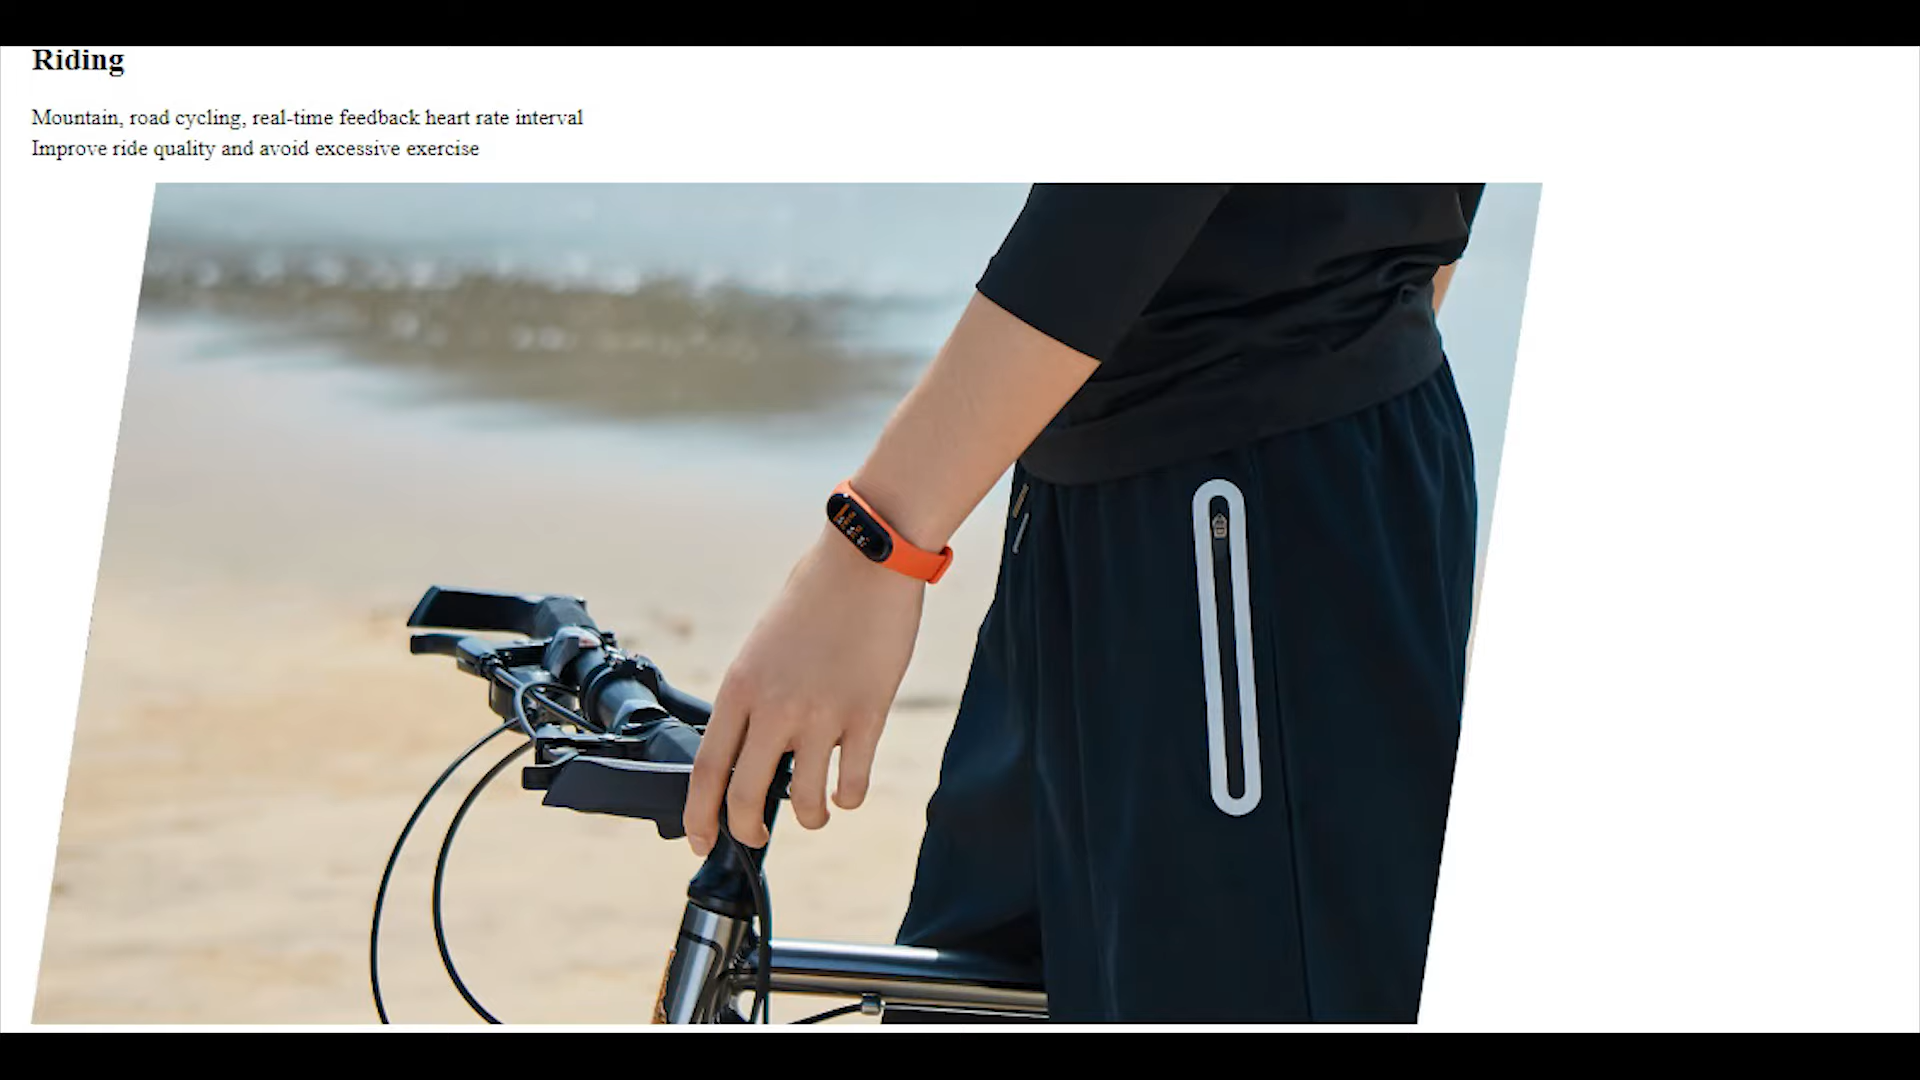 Riding
Mountain, road cycling, real-time feedback heart rate interval
Improve ride quality and avoid excessive exercise